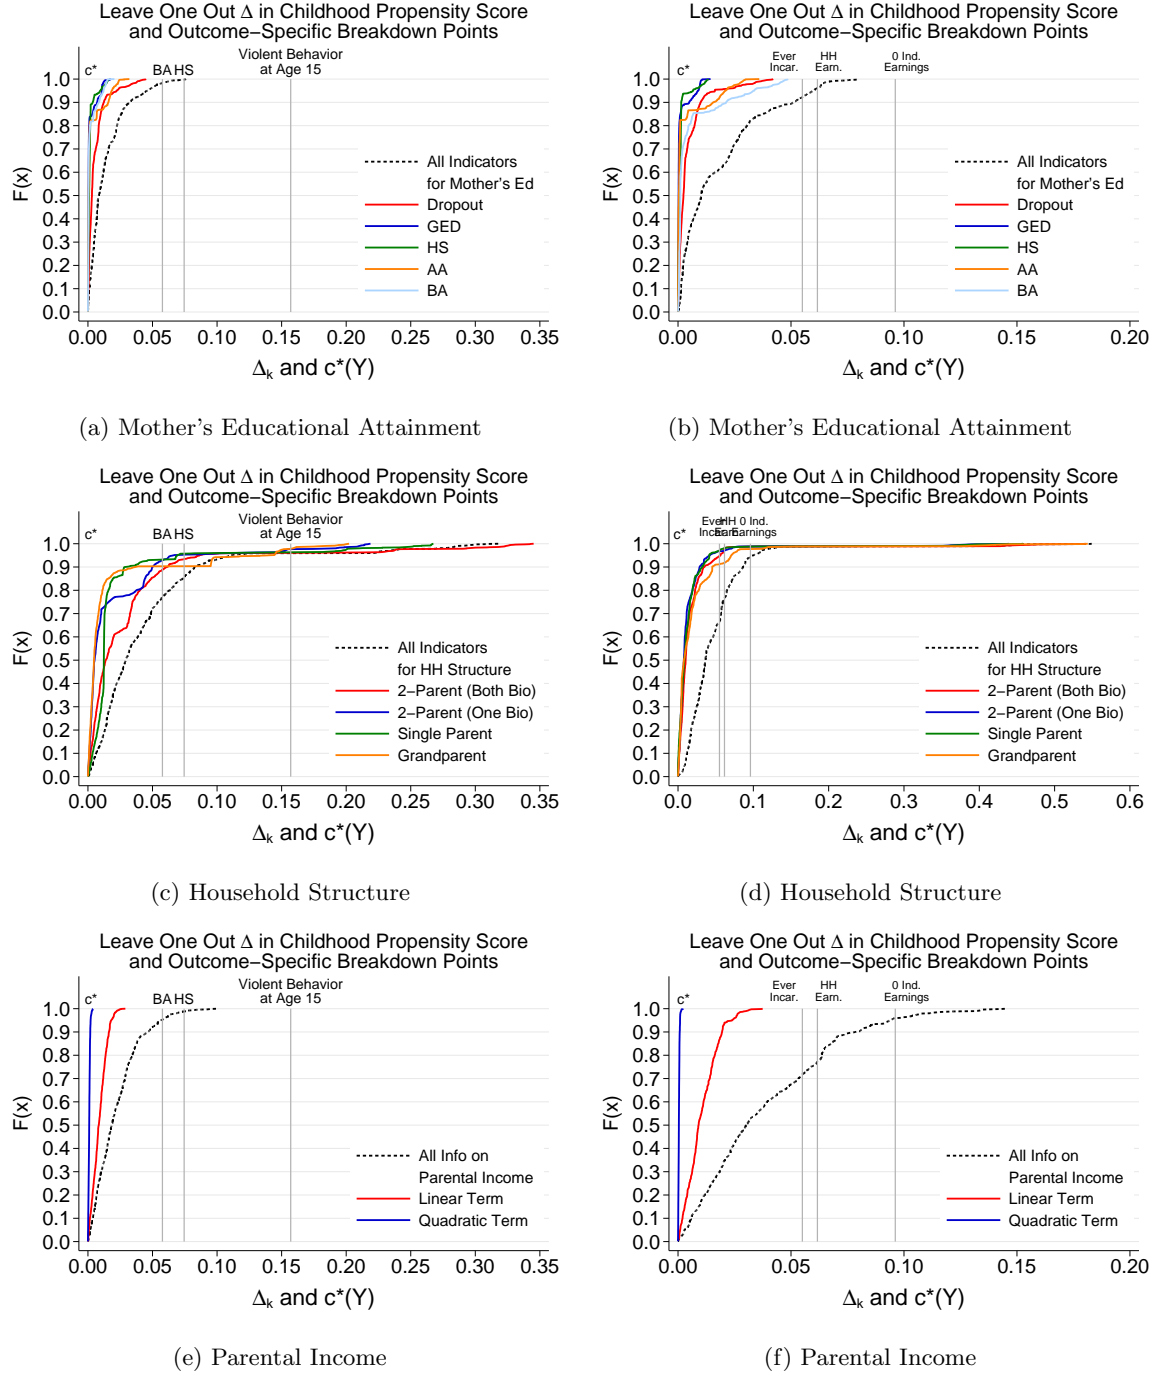 Leave One Out Δ in Childhood Propensity Score
and Outcome−Specific Breakdown Points
Violent Behavior
at Age 15
c*
BA HS
F(x)
1.0
0.9
0.8
0.7
0.6
0.5
0.4
0.3
0.2
0.1
0.0
All Indicators
for Mother's Ed
Dropout
GED
HS
AA
BA
0.00 0.05 0.10 0.15 0.20 0.25 0.30 0.35
Δk and c*(Y)
(a) Mother's Educational Attainment
Leave One Out Δ in Childhood Propensity Score
and Outcome−Specific Breakdown Points
c*
Ever
Incar.
HH
Earn.
0 Ind.
Earnings
F(x)
1.0
0.9
0.8
0.7
0.6
0.5
0.4
0.3
0.2
0.1
0.0
All Indicators
for Mother's Ed
Dropout
GED
HS
AA
BA
0.00 0.05 0.10 0.15 0.20
Δk and c*(Y)
(b) Mother's Educational Attainment
Leave One Out Δ in Childhood Propensity Score
and Outcome−Specific Breakdown Points
Violent Behavior
at Age 15
c*
BA HS
F(x)
1.0
0.9
0.8
0.7
0.6
0.5
0.4
0.3
0.2
0.1
0.0
All Indicators
for HH Structure
2−Parent (Both Bio)
2−Parent (One Bio)
Single Parent
Grandparent
0.00 0.05 0.10 0.15 0.20 0.25 0.30 0.35
Δk and c*(Y)
(c) Household Structure
Leave One Out Δ in Childhood Propensity Score
and Outcome−Specific Breakdown Points
c*
Ever
Incar.
HH
Earn.
0 Ind.
Earnings
F(x)
1.0
0.9
0.8
0.7
0.6
0.5
0.4
0.3
0.2
0.1
0.0
All Indicators
for HH Structure
2−Parent (Both Bio)
2−Parent (One Bio)
Single Parent
Grandparent
0.0 0.1 0.2 0.3 0.4 0.5 0.6
Δk and c*(Y)
(d) Household Structure
Leave One Out Δ in Childhood Propensity Score
and Outcome−Specific Breakdown Points
Violent Behavior
at Age 15
c*
BA HS
F(x)
1.0
0.9
0.8
0.7
0.6
0.5
0.4
0.3
0.2
0.1
0.0
All Info on
Parental Income
Linear Term
Quadratic Term
0.00 0.05 0.10 0.15 0.20 0.25 0.30 0.35
Δk and c*(Y)
(e) Parental Income
Leave One Out Δ in Childhood Propensity Score
and Outcome−Specific Breakdown Points
c*
Ever
Incar.
HH
Earn.
0 Ind.
Earnings
F(x)
1.0
0.9
0.8
0.7
0.6
0.5
0.4
0.3
0.2
0.1
0.0
All Info on
Parental Income
Linear Term
Quadratic Term
0.00 0.05 0.10 0.15 0.20
Δk and c*(Y)
(f) Parental Income